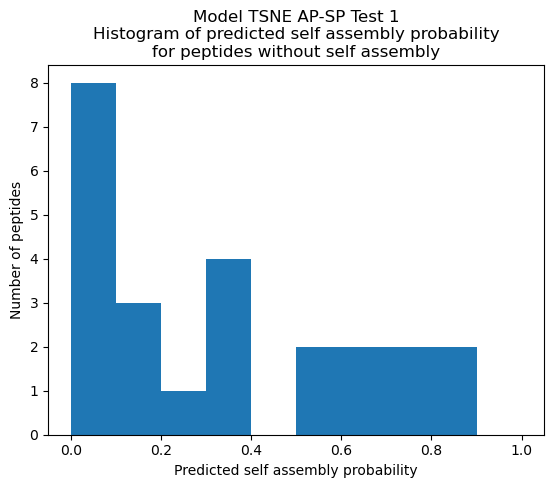 Model TSNE AP-SP Test 1
Histogram of predicted self assembly probability
for peptides without self assembly
8
7
6
5
4
3
2
1
0
Number of peptides
0.0 0.2 0.4 0.6 0.8 1.0
Predicted self assembly probability